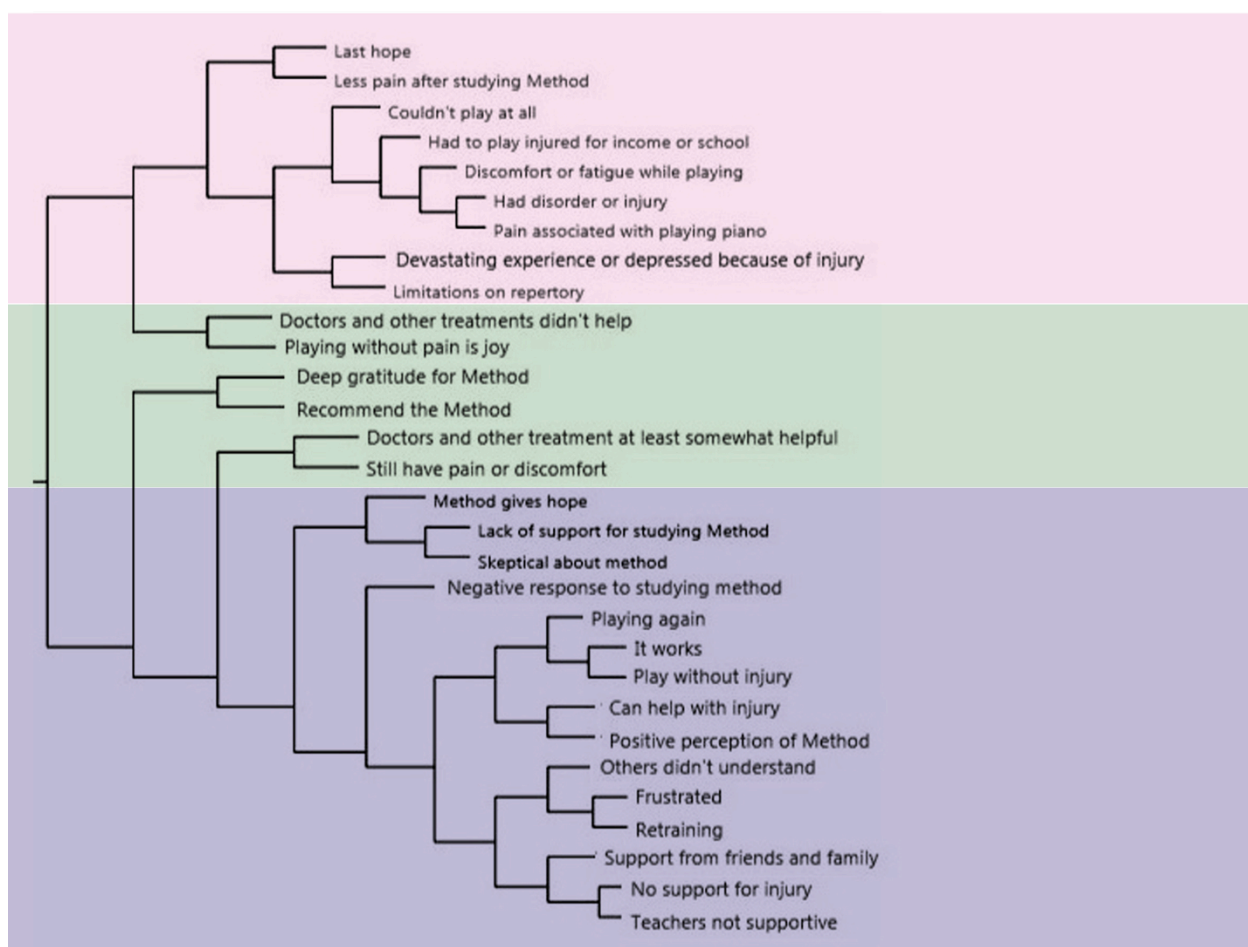 Last hope
Less pain after studying Method
Couldn't play at all
Had to play injured for income or school
Discomfort or fatigue while playing
Had disorder or injury
Pain associated with playing piano
Devastating experience or depressed because of injury
Limitations on repertory
Doctors and other treatments didn't help
Playing without pain is joy
Deep gratitude for Method
Recommend the Method
Doctors and other treatment at least somewhat helpful
Still have pain or discomfort
Method gives hope
Lack of support for studying Method
Skeptical about method
Negative response to studying method
Playing again
It works
Play without injury
Can help with injury
Positive perception of Method
Others didn't understand
Frustrated
Retraining
Support from friends and family
No support for injury
Teachers not supportive